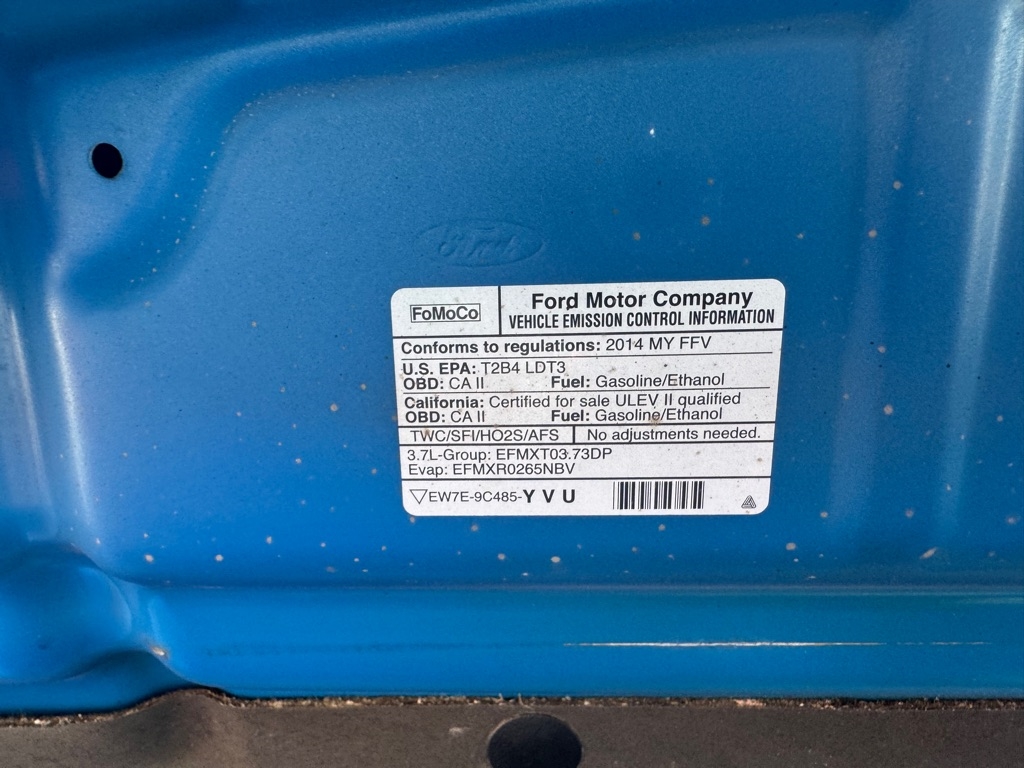 Ford
FoMoCo
Ford Motor Company
VEHICLE EMISSION CONTROL INFORMATION
Conforms to regulations: 2014 MY FFV
U.S. EPA: T2B4 LDT3
OBD: CA II Fuel: Gasoline/Ethanol
California: Certified for sale ULEV II qualified
OBD: CA II Fuel: Gasoline/Ethanol
TWC/SFI/HO2S/AFS No adjustments needed.
3.7L-Group: EFMXT03.73DP
Evap: EFMXR0265NBV
EW7E-9C485-Y V U